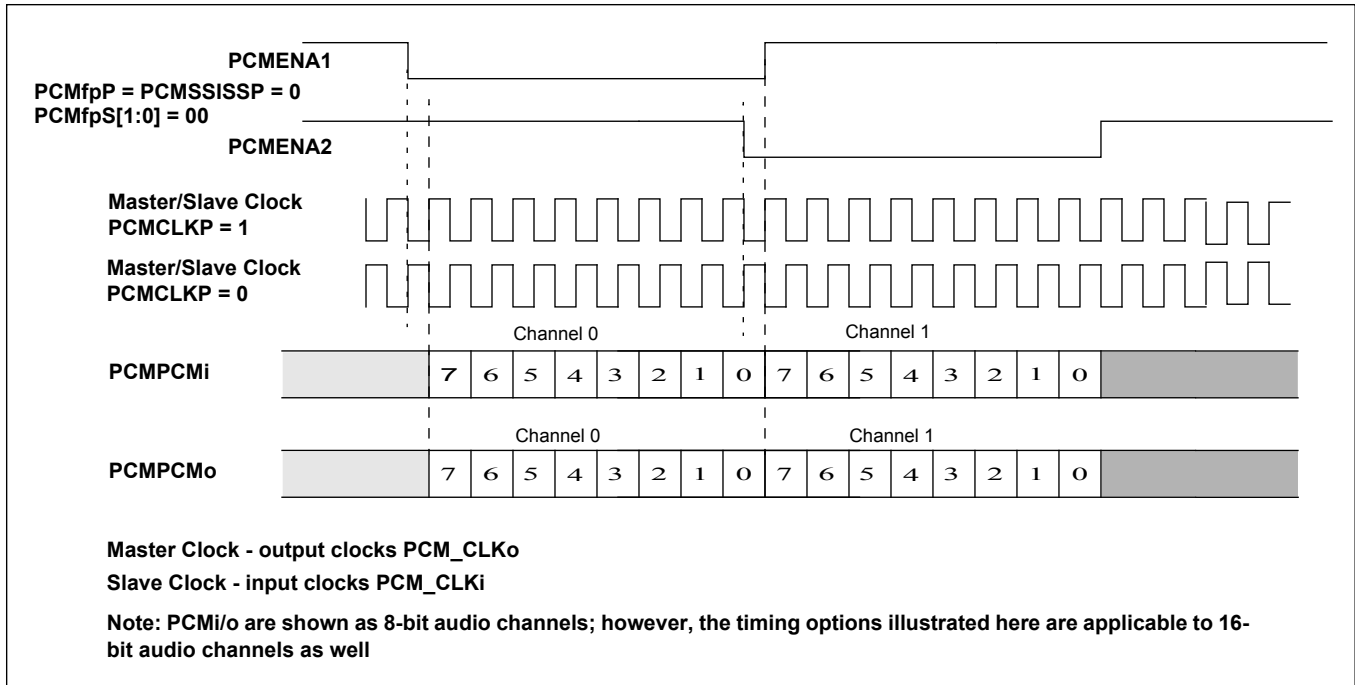 PCMENA1
PCMfpP = PCMSSISSP = 0
PCMfpS[1:0] = 00
PCMENA2
Master/Slave Clock
PCMCLKP = 1
Master/Slave Clock
PCMCLKP = 0
Channel 0 Channel 1
PCMPCMi 7 6 5 4 3 2 1 0 7 6 5 4 3 2 1 0
Channel 0 Channel 1
PCMPCMo 7 6 5 4 3 2 1 0 7 6 5 4 3 2 1 0
Master Clock - output clocks PCM_CLKo
Slave Clock - input clocks PCM_CLKi
Note: PCMi/o are shown as 8-bit audio channels; however, the timing options illustrated here are applicable to 16-
bit audio channels as well